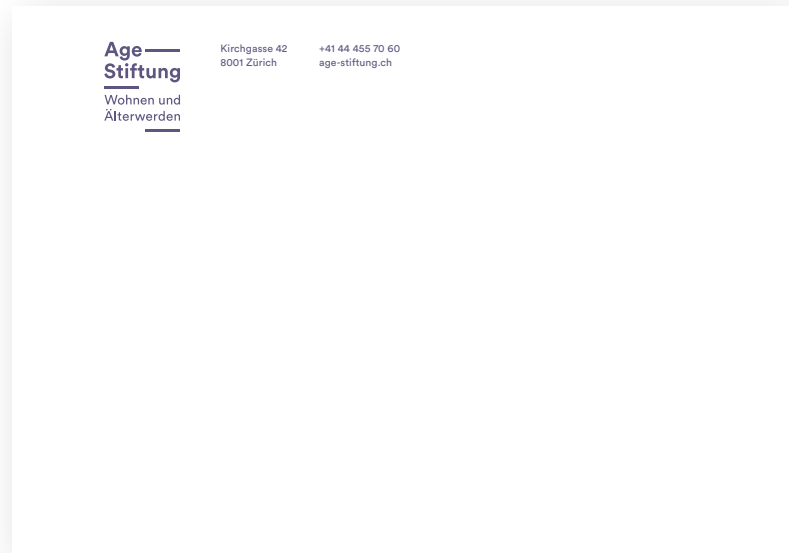 Age
Stiftung
Wohnen und
Älterwerden
Kirchgasse 42
8001 Zürich
+41 44 455 70 60
age-stiftung.ch